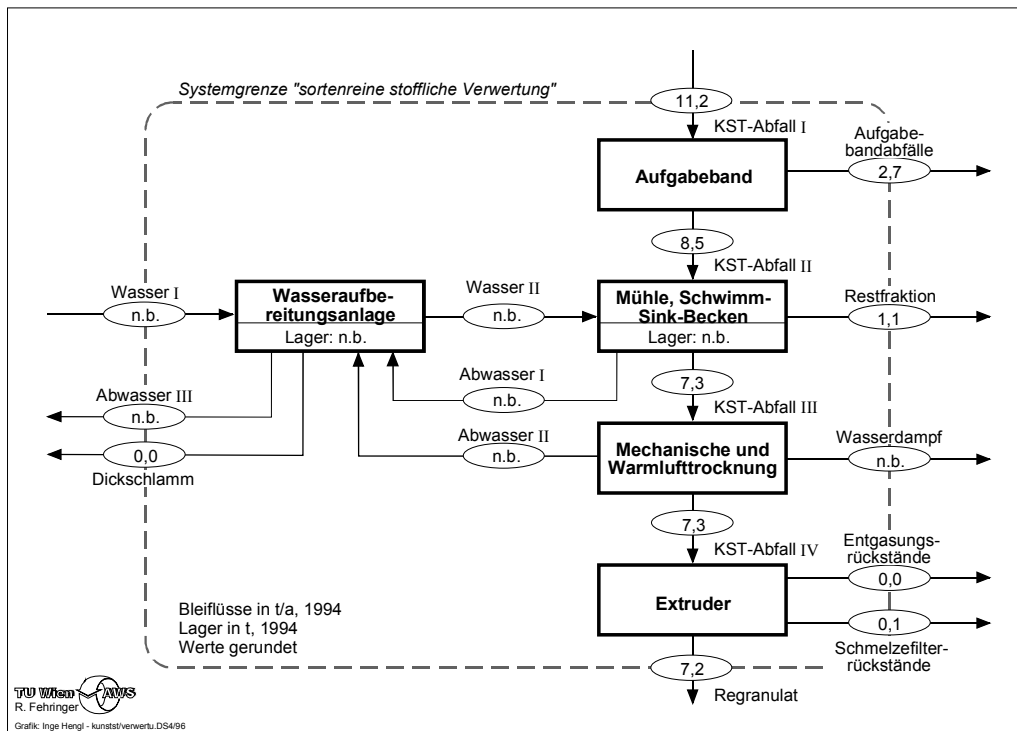 Systemgrenze "sortenreine stoffliche Verwertung"
11,2
KST-Abfall I
Aufgabe-
bandabfälle
Aufgabeband
2,7
8,5
KST-Abfall II
Wasser I
n.b.
Wasseraufbe-
reitungsanlage
Lager: n.b.
Wasser II
n.b.
Mühle, Schwimm-
Sink-Becken
Lager: n.b.
Restfraktion
1,1
Abwasser I
n.b.
7,3
KST-Abfall III
Abwasser III
n.b.
0,0
Dickschlamm
Abwasser II
n.b.
Mechanische und
Warmlufttrocknung
Wasserdampf
n.b.
7,3
KST-Abfall IV
Entgasungs-
rückstände
0,0
Extruder
0,1
Schmelzefilter-
rückstände
Bleiflüsse in t/a, 1994
Lager in t, 1994
Werte gerundet
7,2
Regranulat
TU Wien AWS
R. Fehringer
Grafik: Inge Hengl - kunstst/verwertu.DS4/96